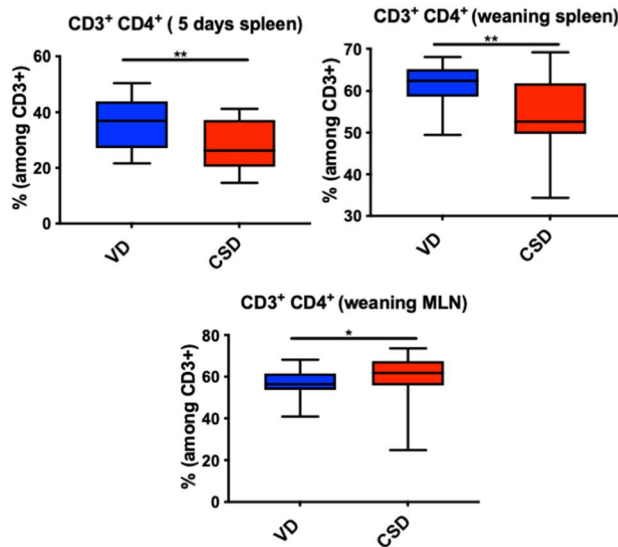 CD3⁺ CD4⁺ ( 5 days spleen)
**
% (among CD3+)
60
40
20
0
VD
CSD
CD3⁺ CD4⁺ (weaning spleen)
**
% (among CD3+)
70
60
50
40
30
VD
CSD
CD3⁺ CD4⁺ (weaning MLN)
*
% (among CD3+)
80
60
40
20
0
VD
CSD